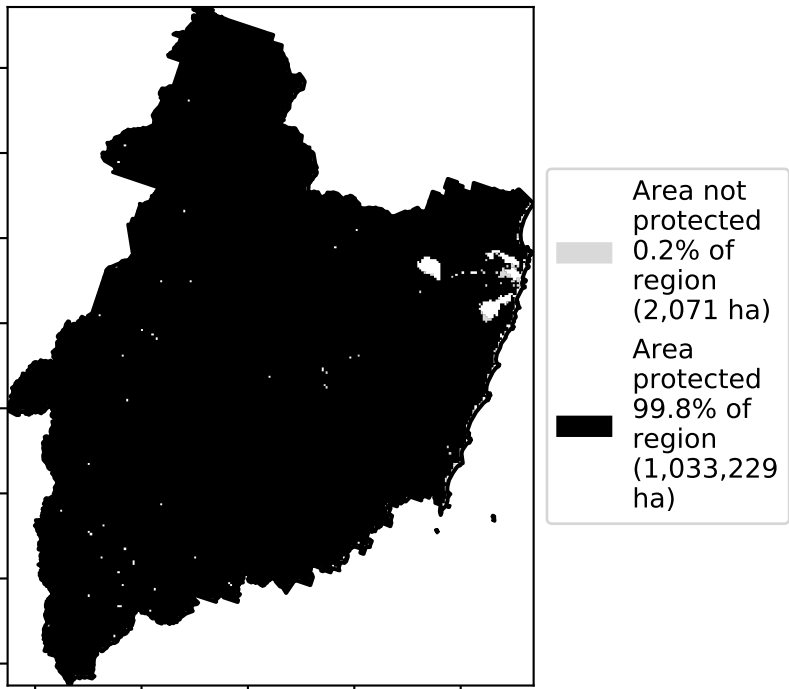 Area not
protected
0.2% of
region
(2,071 ha)
Area
protected
99.8% of
region
(1,033,229
ha)